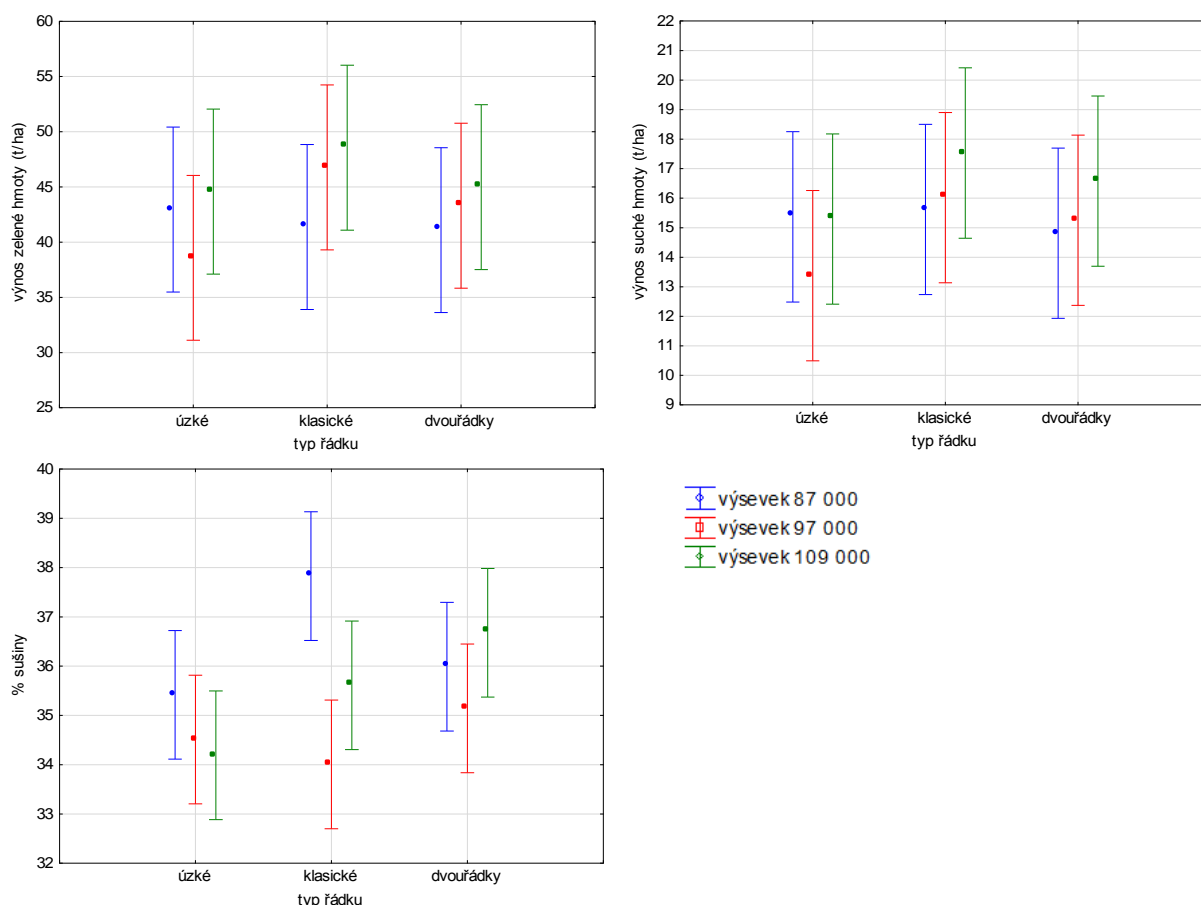 výnos zelené hmoty (t/ha)
60
55
50
45
40
35
30
25
úzké klasické dvouřádky
typ řádku
výnos suché hmoty (t/ha)
22
21
20
19
18
17
16
15
14
13
12
11
10
9
úzké klasické dvouřádky
typ řádku
% sušiny
40
39
38
37
36
35
34
33
32
úzké klasické dvouřádky
typ řádku
výsevek 87 000
výsevek 97 000
výsevek 109 000